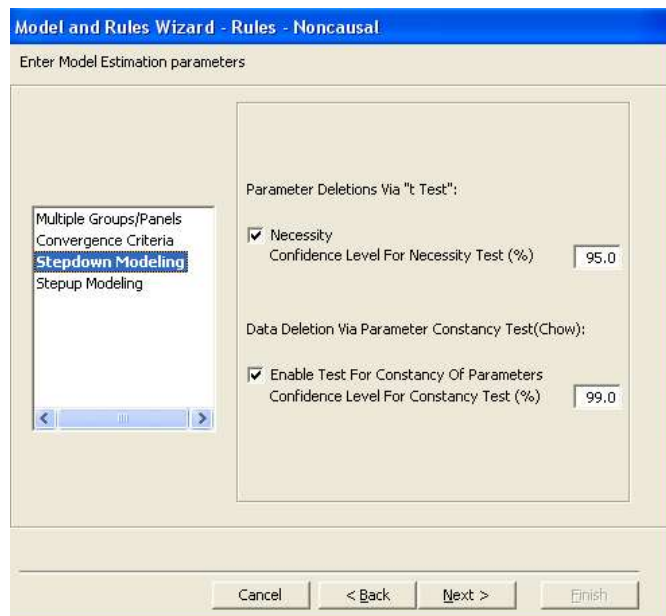 Model and Rules Wizard - Rules - Noncausal
Enter Model Estimation parameters
Multiple Groups/Panels
Convergence Criteria
Stepdown Modeling
Stepup Modeling
Parameter Deletions Via "t Test":
Necessity
Confidence Level For Necessity Test (%) 95.0
Data Deletion Via Parameter Constancy Test(Chow):
Enable Test For Constancy Of Parameters
Confidence Level For Constancy Test (%) 99.0
Cancel < Back Next > Finish